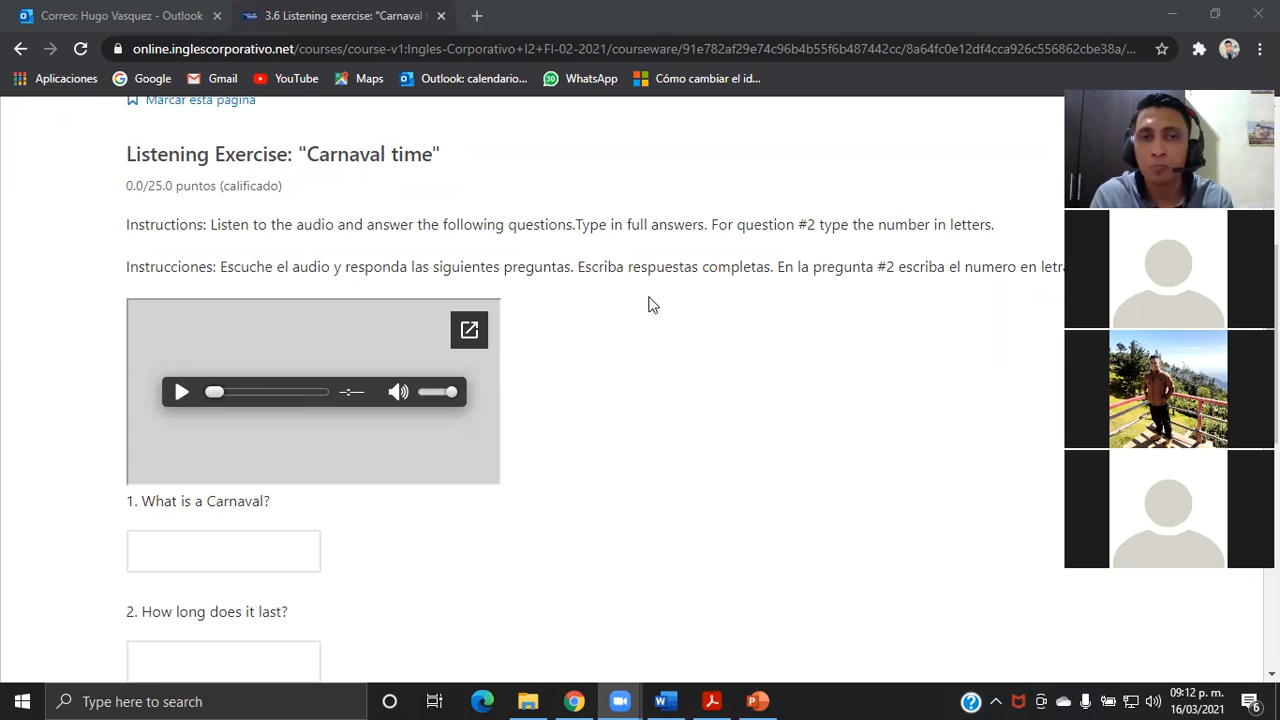 Correo: Hugo Vasquez - Outlook
3.6 Listening exercise: "Carnaval t
online.inglescorporativo.net/courses/course-v1:Ingles-Corporativo+I2+FI-02-2021/courseware/91e782af29e74c96b4b55f6b487442cc/8a64fc0e12df4cca926c556862cbe38a/...
Aplicaciones Google Gmail YouTube Maps Outlook: calendario... 30 WhatsApp Cómo cambiar el id...
Marcar esta página
Listening Exercise: "Carnaval time"
0.0/25.0 puntos (calificado)
Instructions: Listen to the audio and answer the following questions.Type in full answers. For question #2 type the number in letters.
Instrucciones: Escuche el audio y responda las siguientes preguntas. Escriba respuestas completas. En la pregunta #2 escriba el numero en letra
-:--
1. What is a Carnaval?
2. How long does it last?
Type here to search
09:12 p. m.
16/03/2021
6